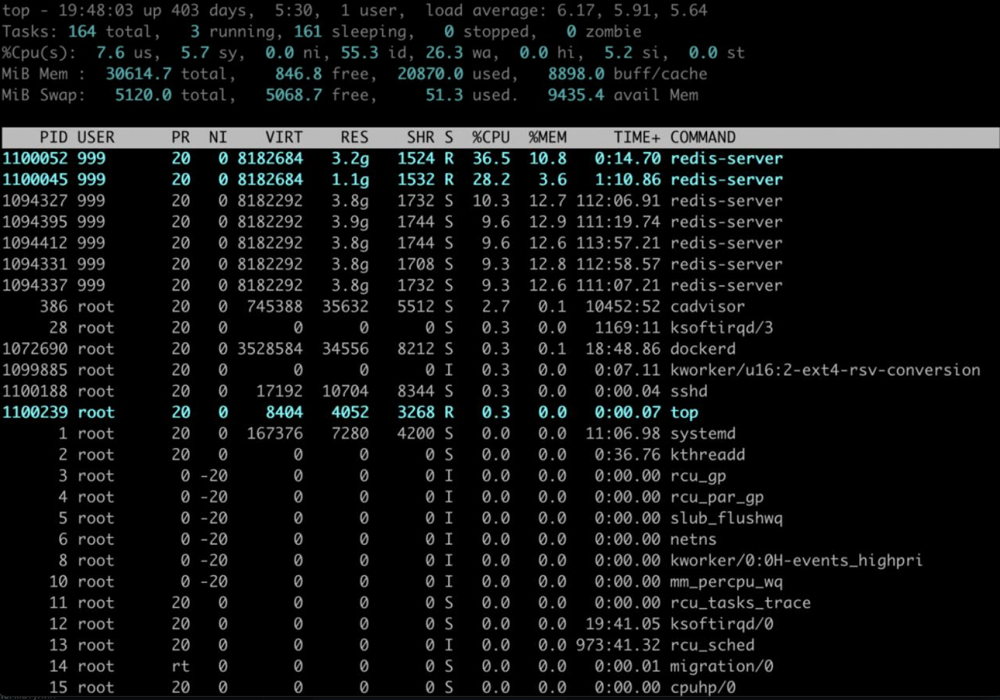 top - 19:48:03 up 403 days,  5:30,  1 user,  load average: 6.17, 5.91, 5.64
Tasks: 164 total,   3 running, 161 sleeping,   0 stopped,   0 zombie
%Cpu(s):  7.6 us,  5.7 sy,  0.0 ni, 55.3 id, 26.3 wa,  0.0 hi,  5.2 si,  0.0 st
MiB Mem :  30614.7 total,    846.8 free,  20870.0 used,   8898.0 buff/cache
MiB Swap:   5120.0 total,   5068.7 free,     51.3 used.   9435.4 avail Mem
    PID USER      PR  NI    VIRT    RES    SHR S  %CPU  %MEM     TIME+ COMMAND
1100052 999       20   0 8182684   3.2g   1524 R  36.5  10.8   0:14.70 redis-server
1100045 999       20   0 8182684   1.1g   1532 R  28.2   3.6   1:10.86 redis-server
1094327 999       20   0 8182292   3.8g   1732 S  10.3  12.7 112:06.91 redis-server
1094395 999       20   0 8182292   3.9g   1744 S   9.6  12.9 111:19.74 redis-server
1094412 999       20   0 8182292   3.8g   1744 S   9.6  12.6 113:57.21 redis-server
1094331 999       20   0 8182292   3.8g   1708 S   9.3  12.8 112:58.57 redis-server
1094337 999       20   0 8182292   3.8g   1732 S   9.3  12.6 111:07.21 redis-server
    386 root      20   0  745388  35632   5512 S   2.7   0.1  10452:52 cadvisor
     28 root      20   0       0      0      0 S   0.3   0.0   1169:11 ksoftirqd/3
1072690 root      20   0 3528584  34556   8212 S   0.3   0.1  18:48.86 dockerd
1099885 root      20   0       0      0      0 I   0.3   0.0   0:07.11 kworker/u16:2-ext4-rsv-conversion
1100188 root      20   0   17192  10704   8344 S   0.3   0.0   0:00.04 sshd
1100239 root      20   0    8404   4052   3268 R   0.3   0.0   0:00.07 top
      1 root      20   0  167376   7280   4200 S   0.0   0.0  11:06.98 systemd
      2 root      20   0       0      0      0 S   0.0   0.0   0:36.76 kthreadd
      3 root       0 -20       0      0      0 I   0.0   0.0   0:00.00 rcu_gp
      4 root       0 -20       0      0      0 I   0.0   0.0   0:00.00 rcu_par_gp
      5 root       0 -20       0      0      0 I   0.0   0.0   0:00.00 slub_flushwq
      6 root       0 -20       0      0      0 I   0.0   0.0   0:00.00 netns
      8 root       0 -20       0      0      0 I   0.0   0.0   0:00.00 kworker/0:0H-events_highpri
     10 root       0 -20       0      0      0 I   0.0   0.0   0:00.00 mm_percpu_wq
     11 root      20   0       0      0      0 S   0.0   0.0   0:00.00 rcu_tasks_trace
     12 root      20   0       0      0      0 S   0.0   0.0  19:41.05 ksoftirqd/0
     13 root      20   0       0      0      0 I   0.0   0.0 973:41.32 rcu_sched
     14 root      rt   0       0      0      0 S   0.0   0.0   0:00.01 migration/0
     15 root      20   0       0      0      0 S   0.0   0.0   0:00.00 cpuhp/0